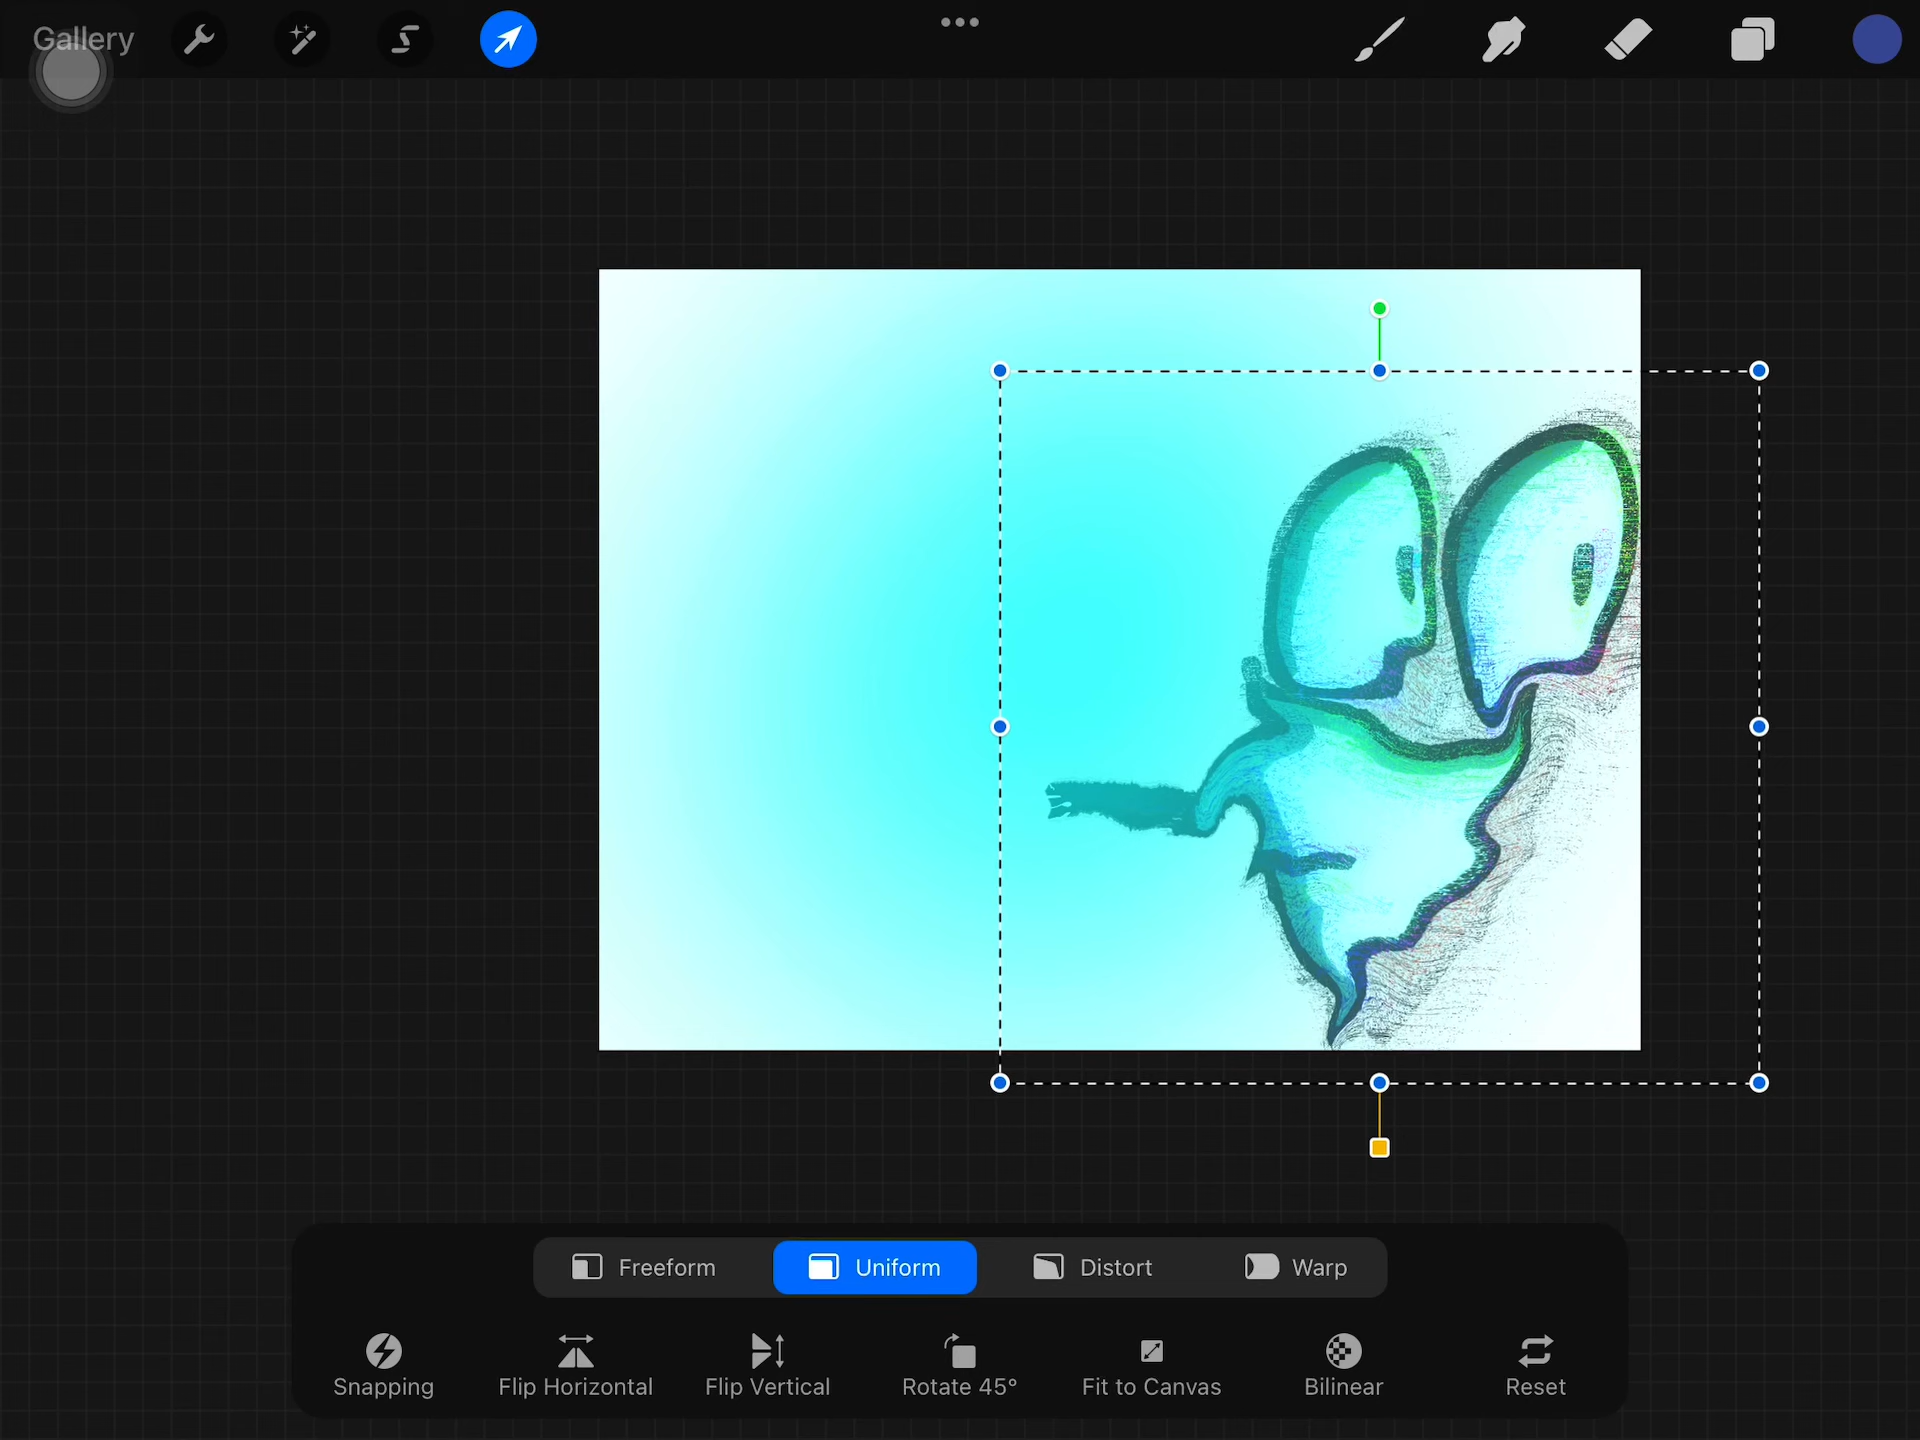 Gallery
Freeform
Uniform
Distort
Warp
Snapping
Flip Horizontal
Flip Vertical
Rotate 45°
Fit to Canvas
Bilinear
Reset